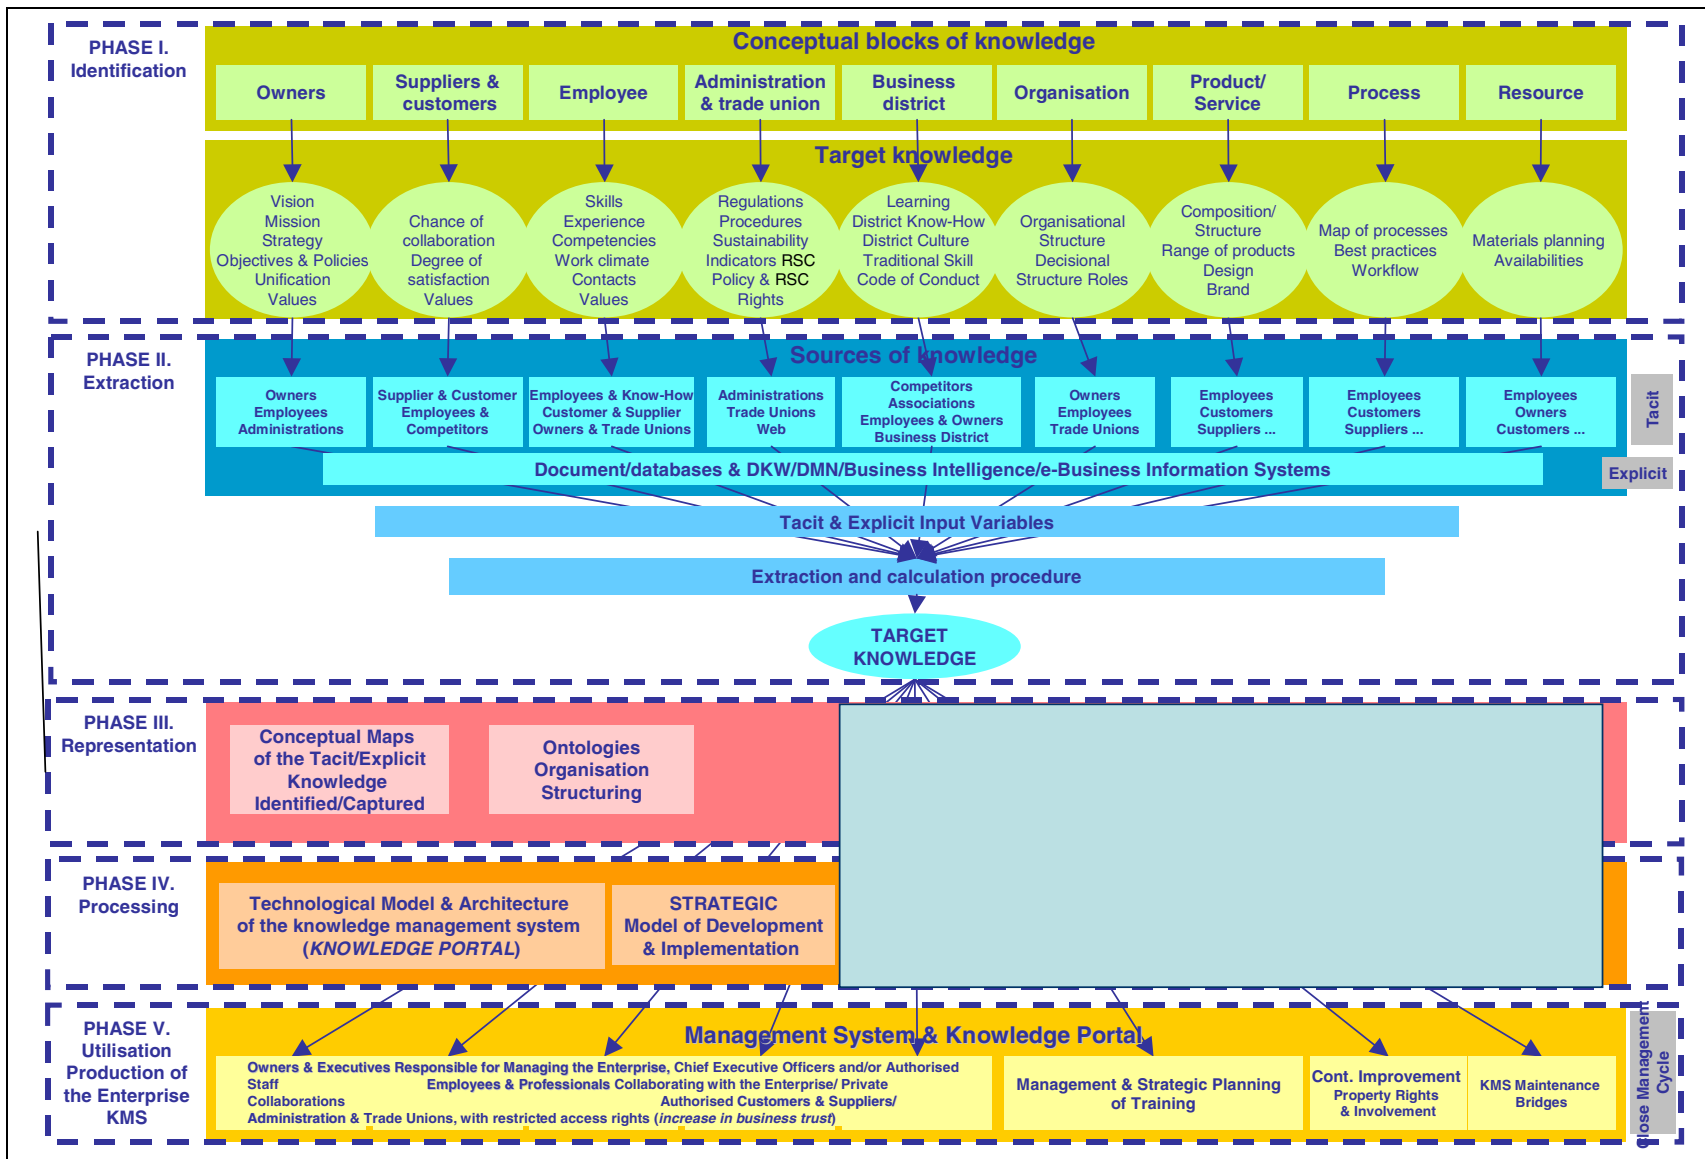 PHASE I.
Identification
Conceptual blocks of knowledge
Owners
Suppliers &
customers
Employee
Administration
& trade union
Business
district
Organisation
Product/
Service
Process
Resource
Target knowledge
Vision
Mission
Strategy
Objectives & Policies
Unification
Values
Chance of
collaboration
Degree of
satisfaction
Values
Skills
Experience
Competencies
Work climate
Contacts
Values
Regulations
Procedures
Sustainability
Indicators RSC
Policy & RSC
Rights
Learning
District Know-How
District Culture
Traditional Skill
Code of Conduct
Organisational
Structure
Decisional
Structure Roles
Composition/
Structure
Range of products
Design
Brand
Map of processes
Best practices
Workflow
Materials planning
Availabilities
PHASE II.
Extraction
Sources of knowledge
Owners
Employees
Administrations
Supplier & Customer
Employees &
Competitors
Employees & Know-How
Customer & Supplier
Owners & Trade Unions
Administrations
Trade Unions
Web
Competitors
Associations
Employees & Owners
Business District
Owners
Employees
Trade Unions
Employees
Customers
Suppliers ...
Employees
Customers
Suppliers ...
Employees
Owners
Customers ...
Tacit
Document/databases & DKW/DMN/Business Intelligence/e-Business Information Systems
Explicit
Tacit & Explicit Input Variables
Extraction and calculation procedure
TARGET
KNOWLEDGE
PHASE III.
Representation
Conceptual Maps
of the Tacit/Explicit
Knowledge
Identified/Captured
Ontologies
Organisation
Structuring
PHASE IV.
Processing
Technological Model & Architecture
of the knowledge management system
(KNOWLEDGE PORTAL)
STRATEGIC
Model of Development
& Implementation
PHASE V.
Utilisation
Production of
the Enterprise
KMS
Management System & Knowledge Portal
Owners & Executives Responsible for Managing the Enterprise, Chief Executive Officers and/or Authorised
Staff Employees & Professionals Collaborating with the Enterprise/ Private
Collaborations Authorised Customers & Suppliers/
Administration & Trade Unions, with restricted access rights (increase in business trust)
Management & Strategic Planning
of Training
Cont. Improvement
Property Rights
& Involvement
KMS Maintenance
Bridges
Close Management
Cycle